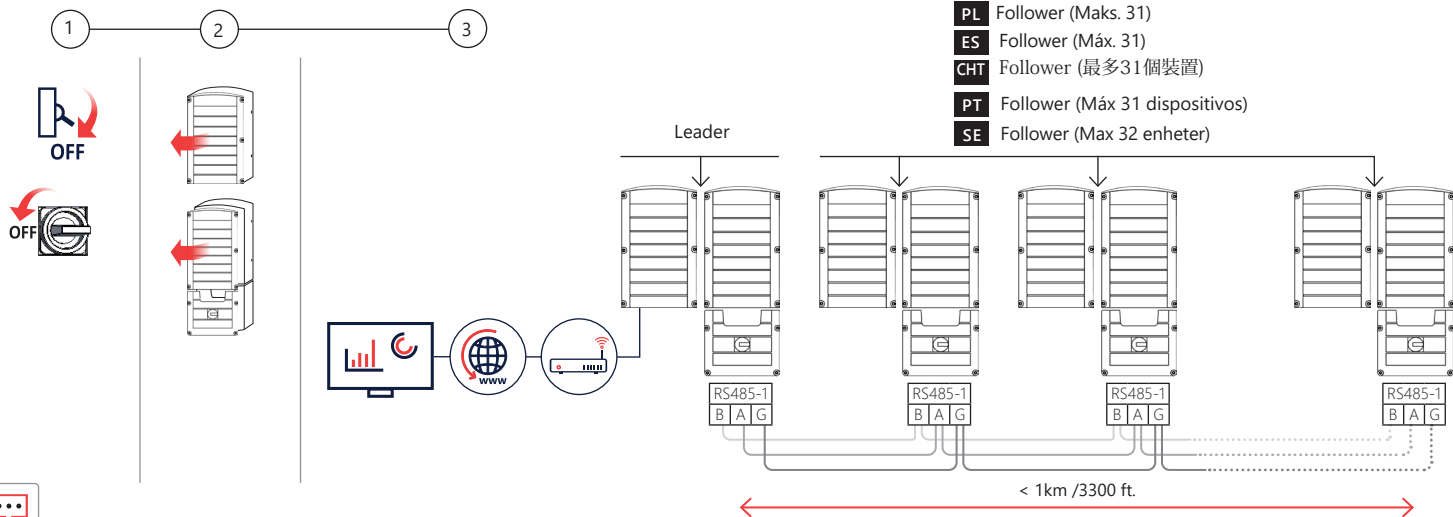 1
2
3
PL Follower (Maks. 31)
ES Follower (Máx. 31)
CHT Follower (最多31個裝置)
PT Follower (Máx 31 dispositivos)
SE Follower (Max 32 enheter)
Leader
OFF
OFF
www
RS485-1
B A G
RS485-1
B A G
RS485-1
B A G
RS485-1
B A G
< 1km /3300 ft.